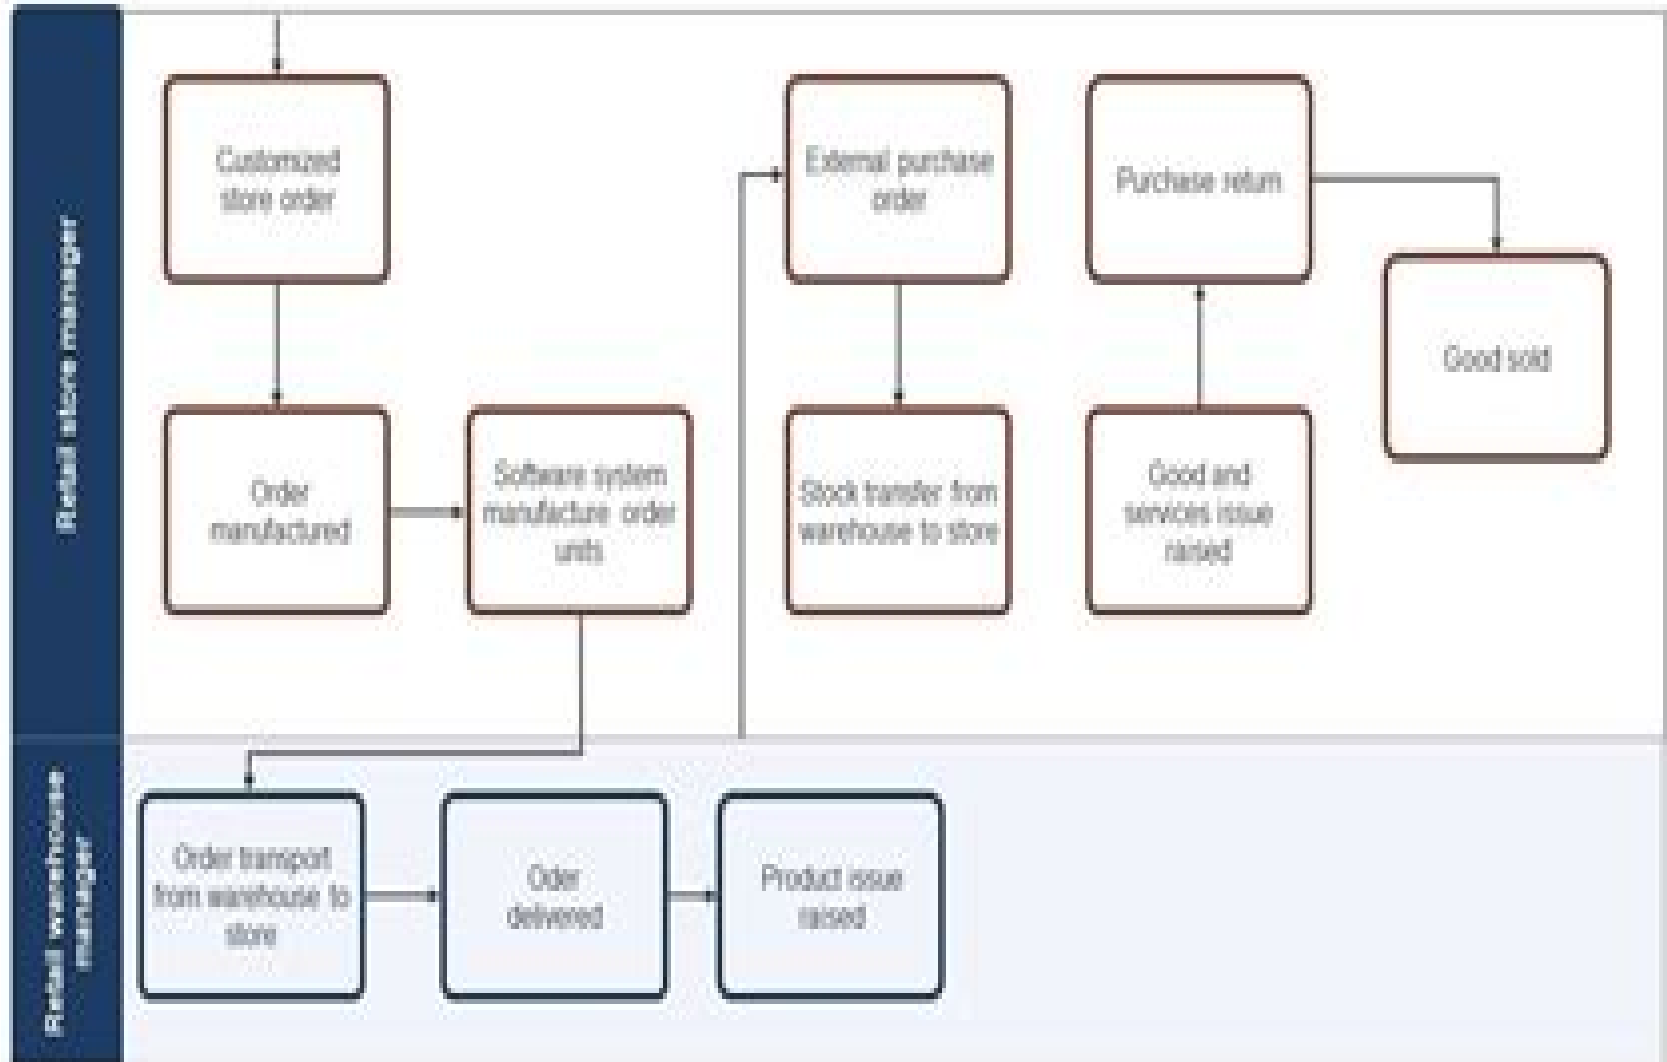 Retail store manager
Customized
store order
External purchase
order
Purchase return
Good sold
Order
manufactured
Software system
manufacture order
units
Stock transfer from
warehouse to store
Good and
services issue
raised
Retail warehouse
manager
Order transport
from warehouse to
store
Oder
delivered
Product issue
raised